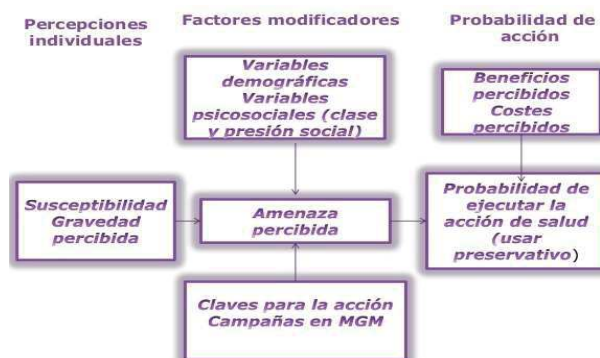 Percepciones
individuales
Factores modificadores
Probabilidad de
acción
Variables
demográficas
Variables
psicosociales (clase
y presión social)
Beneficios
percibidos
Costes
percibidos
Susceptibilidad
Gravedad
percibida
Amenaza
percibida
Probabilidad de
ejecutar la
acción de salud
(usar
preservativo)
Claves para la acción
Campañas en MGM